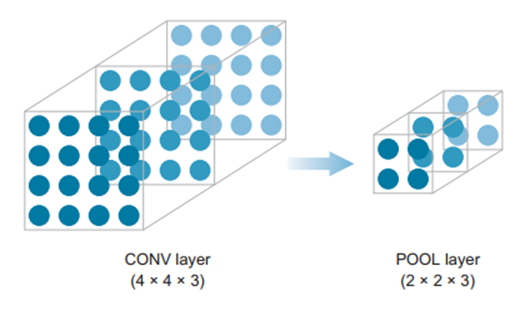 CONV layer
(4 × 4 × 3)
POOL layer
(2 × 2 × 3)